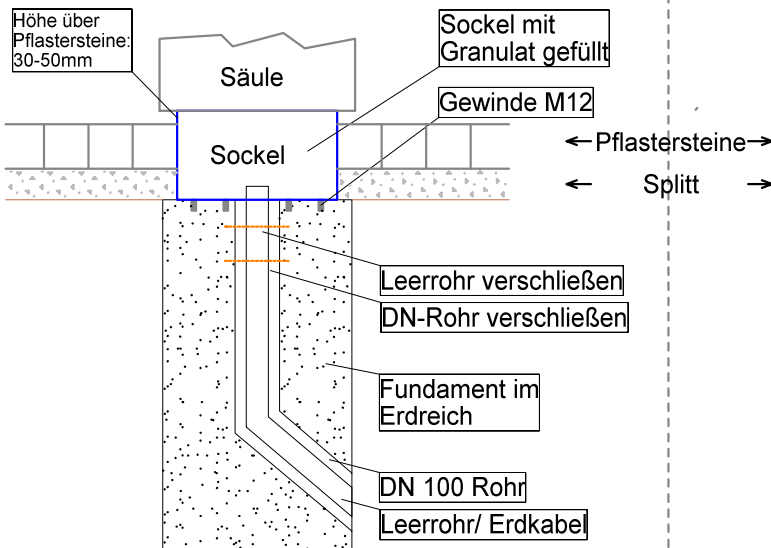 Höhe über
Pflastersteine:
30-50mm
Sockel mit
Granulat gefüllt
Säule
Gewinde M12
Sockel
Pflastersteine
Splitt
Leerrohr verschließen
DN-Rohr verschließen
Fundament im
Erdreich
DN 100 Rohr
Leerrohr/ Erdkabel